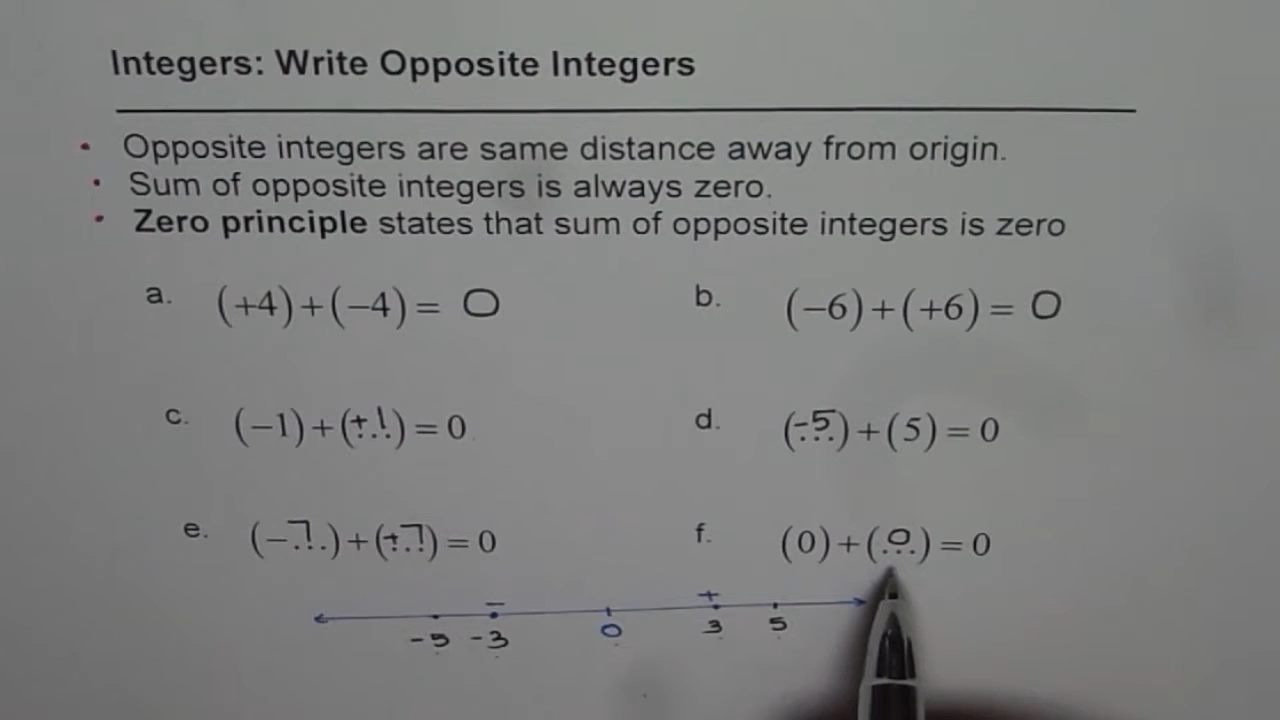 Integers: Write Opposite Integers
• Opposite integers are same distance away from origin.
• Sum of opposite integers is always zero.
• Zero principle states that sum of opposite integers is zero
a. (+4)+(−4)= 0
b. (−6)+(+6)= 0
c. (−1)+(+1)=0
d. (-5)+(5)=0
e. (−7)+(+7)=0
f. (0)+(0)=0
− +
-5 -3 0 3 5